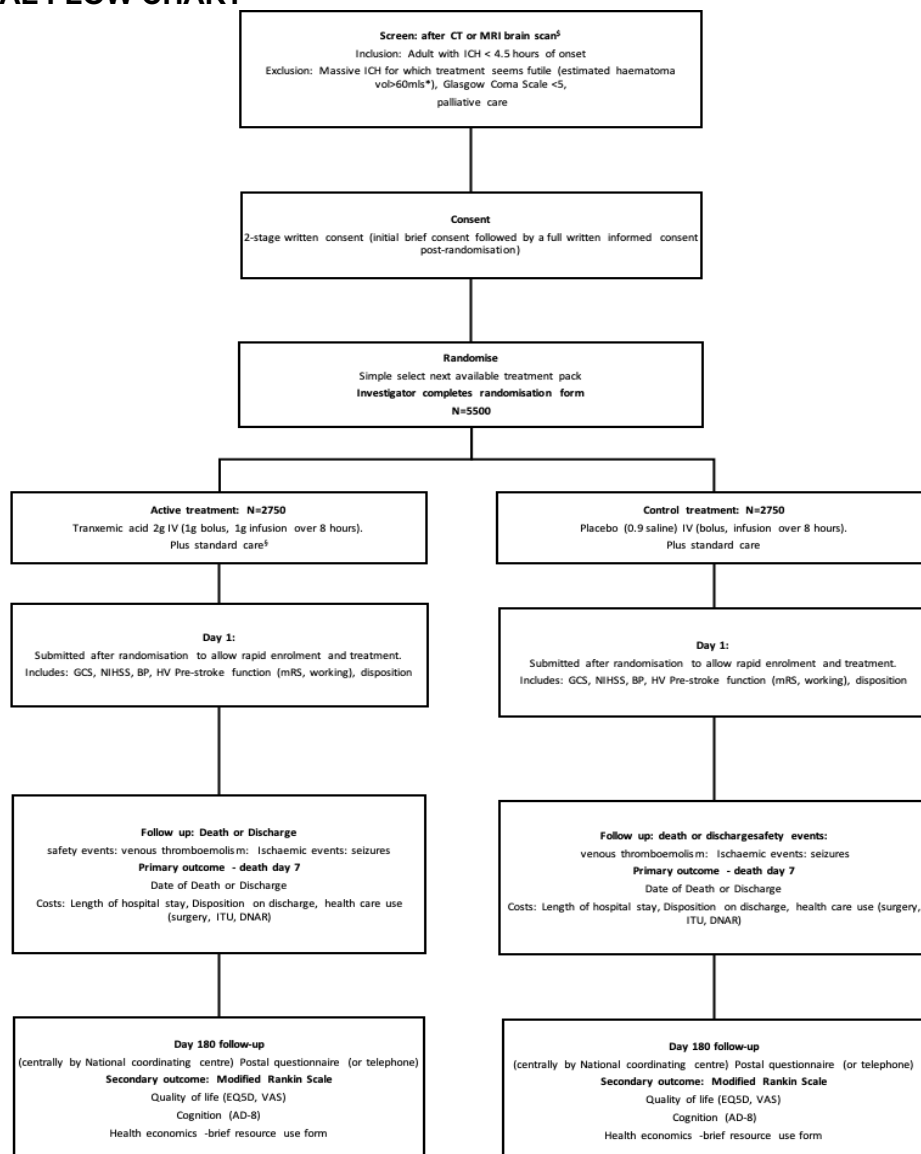 AL FLOW CHART
Screen: after CT or MRI brain scan$
Inclusion: Adult with ICH < 4.5 hours of onset
Exclusion: Massive ICH for which treatment seems futile (estimated haematoma
vol>60mls*), Glasgow Coma Scale <5,
palliative care
Consent
2-stage written consent (initial brief consent followed by a full written informed consent
post-randomisation)
Randomise
Simple select next available treatment pack
Investigator completes randomisation form
N=5500
Active treatment: N=2750
Tranxemic acid 2g IV (1g bolus, 1g infusion over 8 hours).
Plus standard care§
Control treatment: N=2750
Placebo (0.9 saline) IV (bolus, infusion over 8 hours).
Plus standard care
Day 1:
Submitted after randomisation to allow rapid enrolment and treatment.
Includes: GCS, NIHSS, BP, HV Pre-stroke function (mRS, working), disposition
Day 1:
Submitted after randomisation to allow rapid enrolment and treatment.
Includes: GCS, NIHSS, BP, HV Pre-stroke function (mRS, working), disposition
Follow up: Death or Discharge
safety events: venous thromboemolism: Ischaemic events: seizures
Primary outcome - death day 7
Date of Death or Discharge
Costs: Length of hospital stay, Disposition on discharge, health care use
(surgery, ITU, DNAR)
Follow up: death or dischargesafety events:
venous thromboemolism: Ischaemic events: seizures
Primary outcome - death day 7
Date of Death or Discharge
Costs: Length of hospital stay, Disposition on discharge, health care use (surgery,
ITU, DNAR)
Day 180 follow-up
(centrally by National coordinating centre) Postal questionnaire (or telephone)
Secondary outcome: Modified Rankin Scale
Quality of life (EQ5D, VAS)
Cognition (AD-8)
Health economics -brief resource use form
Day 180 follow-up
(centrally by National coordinating centre) Postal questionnaire (or telephone)
Secondary outcome: Modified Rankin Scale
Quality of life (EQ5D, VAS)
Cognition (AD-8)
Health economics -brief resource use form